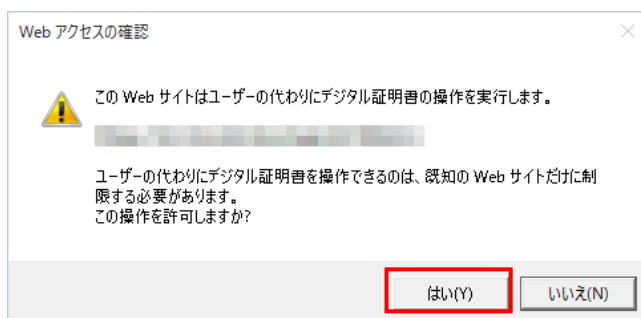 Web アクセスの確認
この Web サイトはユーザーの代わりにデジタル証明書の操作を実行します。
ユーザーの代わりにデジタル証明書を操作できるのは、既知の Web サイトだけに制
限する必要があります。
この操作を許可しますか?
はい(Y)
いいえ(N)